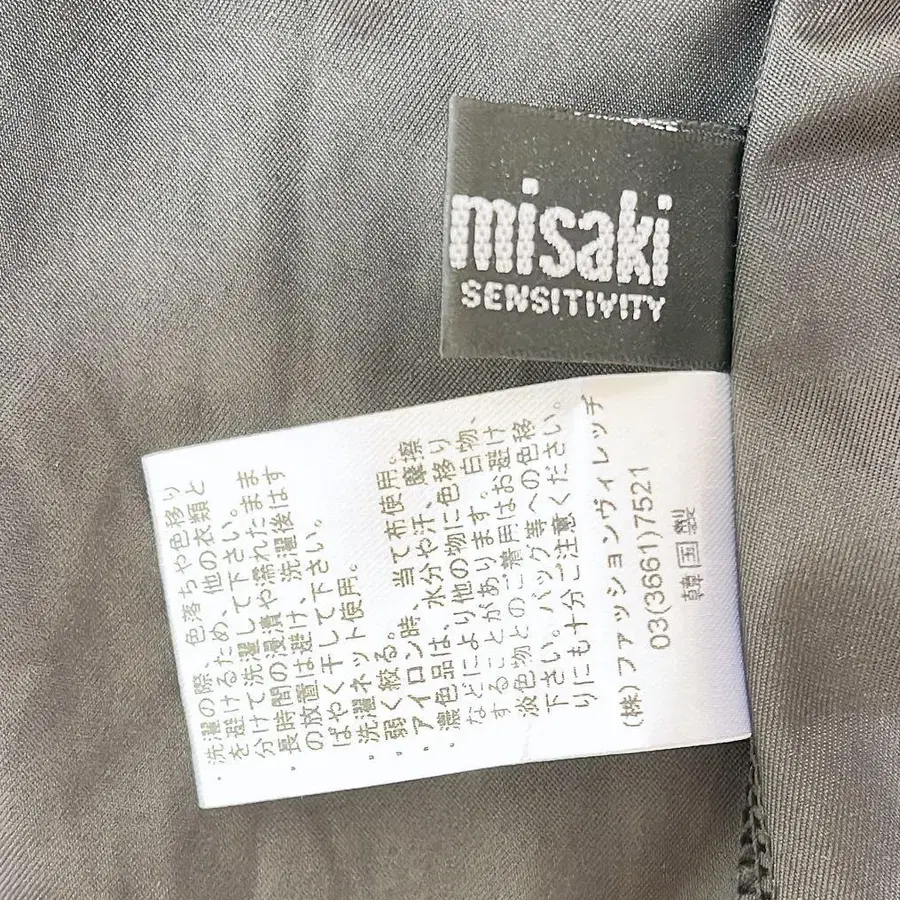 misaki
SENSITIVITY
・洗濯の際、色落ちや色移り
を避けるため、他の衣類と
分けて洗濯して下さい。
・長時間の浸漬や濡れたまま
の放置は避け、洗濯後はす
ばやく干して下さい。
・洗濯ネット使用。
・弱く絞る。
・アイロン時、当て布使用。
・濃色品は、水分や汗、摩擦
などにより他の物に色移り
することがあります。白物、
淡色物とのご着用はお避け
下さい。バッグ等への色移
りにも十分ご注意ください。
(株)ファッションヴィレッヂ
03(3661)7521
韓国製